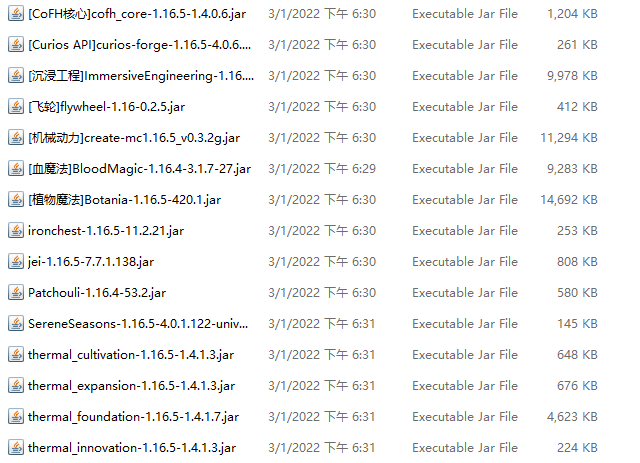 [CoFH核心]cofh_core-1.16.5-1.4.0.6.jar 3/1/2022 下午 6:30 Executable Jar File 1,204 KB
[Curios API]curios-forge-1.16.5-4.0.6.... 3/1/2022 下午 6:30 Executable Jar File 261 KB
[沉浸工程]ImmersiveEngineering-1.16.... 3/1/2022 下午 6:30 Executable Jar File 9,978 KB
[飞轮]flywheel-1.16-0.2.5.jar 3/1/2022 下午 6:30 Executable Jar File 412 KB
[机械动力]create-mc1.16.5_v0.3.2g.jar 3/1/2022 下午 6:30 Executable Jar File 11,294 KB
[血魔法]BloodMagic-1.16.4-3.1.7-27.jar 3/1/2022 下午 6:29 Executable Jar File 9,283 KB
[植物魔法]Botania-1.16.5-420.1.jar 3/1/2022 下午 6:30 Executable Jar File 14,692 KB
ironchest-1.16.5-11.2.21.jar 3/1/2022 下午 6:30 Executable Jar File 253 KB
jei-1.16.5-7.7.1.138.jar 3/1/2022 下午 6:30 Executable Jar File 808 KB
Patchouli-1.16.4-53.2.jar 3/1/2022 下午 6:30 Executable Jar File 580 KB
SereneSeasons-1.16.5-4.0.1.122-univ... 3/1/2022 下午 6:31 Executable Jar File 145 KB
thermal_cultivation-1.16.5-1.4.1.3.jar 3/1/2022 下午 6:31 Executable Jar File 648 KB
thermal_expansion-1.16.5-1.4.1.3.jar 3/1/2022 下午 6:31 Executable Jar File 676 KB
thermal_foundation-1.16.5-1.4.1.7.jar 3/1/2022 下午 6:31 Executable Jar File 4,623 KB
thermal_innovation-1.16.5-1.4.1.3.jar 3/1/2022 下午 6:31 Executable Jar File 224 KB